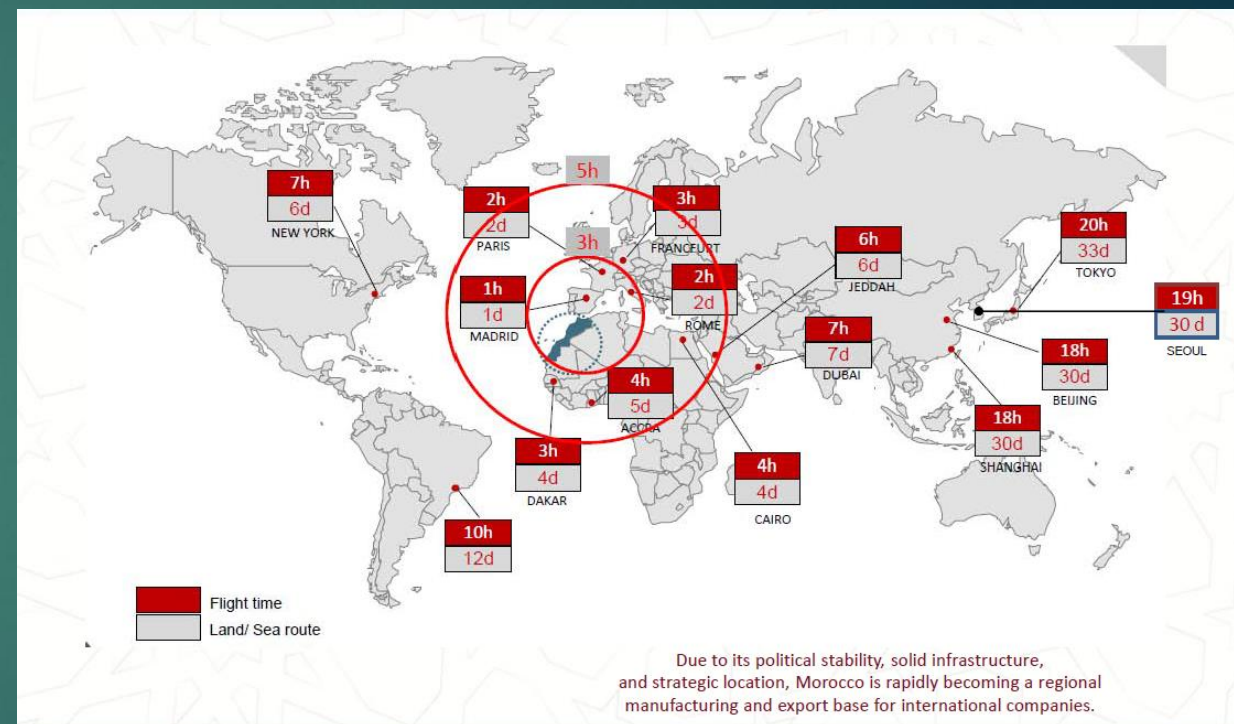 5h
7h
6d
NEW YORK
2h
2d
PARIS
3h
3d
FRANCFURT
3h
20h
33d
TOKYO
6h
6d
JEDDAH
1h
1d
MADRID
2h
2d
ROME
19h
30 d
SEOUL
7h
7d
DUBAI
18h
30d
BEIJING
4h
5d
ACCRA
18h
30d
SHANGHAI
3h
4d
DAKAR
4h
4d
CAIRO
10h
12d
Flight time
Land/ Sea route
Due to its political stability, solid infrastructure,
and strategic location, Morocco is rapidly becoming a regional
manufacturing and export base for international companies.